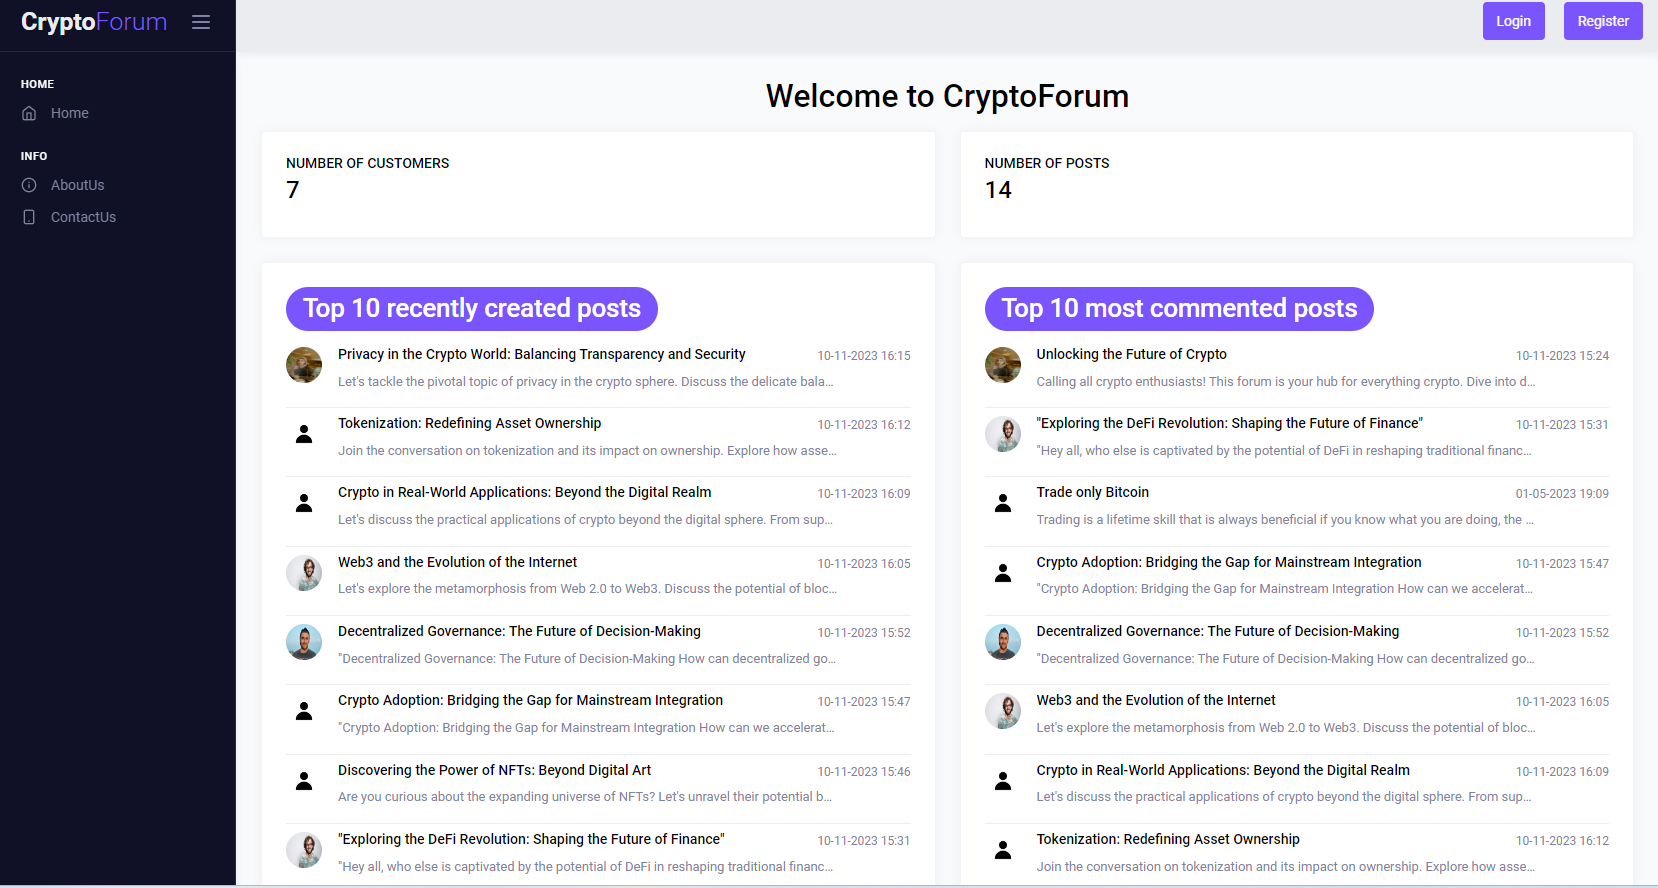 CryptoForum
Login
Register
HOME
Home
INFO
AboutUs
ContactUs
Welcome to CryptoForum
NUMBER OF CUSTOMERS
7
NUMBER OF POSTS
14
Top 10 recently created posts
Privacy in the Crypto World: Balancing Transparency and Security
10-11-2023 16:15
Let's tackle the pivotal topic of privacy in the crypto sphere. Discuss the delicate bala...
Tokenization: Redefining Asset Ownership
10-11-2023 16:12
Join the conversation on tokenization and its impact on ownership. Explore how asse...
Crypto in Real-World Applications: Beyond the Digital Realm
10-11-2023 16:09
Let's discuss the practical applications of crypto beyond the digital sphere. From sup...
Web3 and the Evolution of the Internet
10-11-2023 16:05
Let's explore the metamorphosis from Web 2.0 to Web3. Discuss the potential of bloc...
Decentralized Governance: The Future of Decision-Making
10-11-2023 15:52
"Decentralized Governance: The Future of Decision-Making How can decentralized go...
Crypto Adoption: Bridging the Gap for Mainstream Integration
10-11-2023 15:47
"Crypto Adoption: Bridging the Gap for Mainstream Integration How can we accelerat...
Discovering the Power of NFTs: Beyond Digital Art
10-11-2023 15:46
Are you curious about the expanding universe of NFTs? Let's unravel their potential b...
"Exploring the DeFi Revolution: Shaping the Future of Finance"
10-11-2023 15:31
"Hey all, who else is captivated by the potential of DeFi in reshaping traditional financ...
Top 10 most commented posts
Unlocking the Future of Crypto
10-11-2023 15:24
Calling all crypto enthusiasts! This forum is your hub for everything crypto. Dive into d...
"Exploring the DeFi Revolution: Shaping the Future of Finance"
10-11-2023 15:31
"Hey all, who else is captivated by the potential of DeFi in reshaping traditional financ...
Trade only Bitcoin
01-05-2023 19:09
Trading is a lifetime skill that is always beneficial if you know what you are doing, the ...
Crypto Adoption: Bridging the Gap for Mainstream Integration
10-11-2023 15:47
"Crypto Adoption: Bridging the Gap for Mainstream Integration How can we accelerat...
Decentralized Governance: The Future of Decision-Making
10-11-2023 15:52
"Decentralized Governance: The Future of Decision-Making How can decentralized go...
Web3 and the Evolution of the Internet
10-11-2023 16:05
Let's explore the metamorphosis from Web 2.0 to Web3. Discuss the potential of bloc...
Crypto in Real-World Applications: Beyond the Digital Realm
10-11-2023 16:09
Let's discuss the practical applications of crypto beyond the digital sphere. From sup...
Tokenization: Redefining Asset Ownership
10-11-2023 16:12
Join the conversation on tokenization and its impact on ownership. Explore how asse...